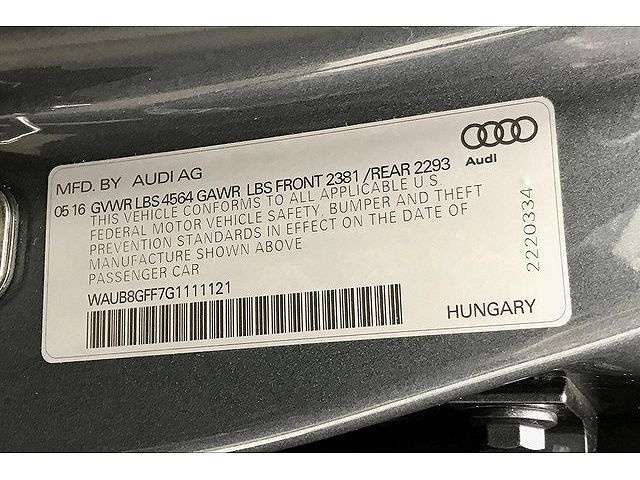 Audi
MFD. BY AUDI AG
05 16 GVWR LBS 4564 GAWR LBS FRONT 2381 /REAR 2293
THIS VEHICLE CONFORMS TO ALL APPLICABLE U S
FEDERAL MOTOR VEHICLE SAFETY, BUMPER AND THEFT
PREVENTION STANDARDS IN EFFECT ON THE DATE OF
MANUFACTURE SHOWN ABOVE
PASSENGER CAR
WAUB8GFF7G1111121
2220334
HUNGARY